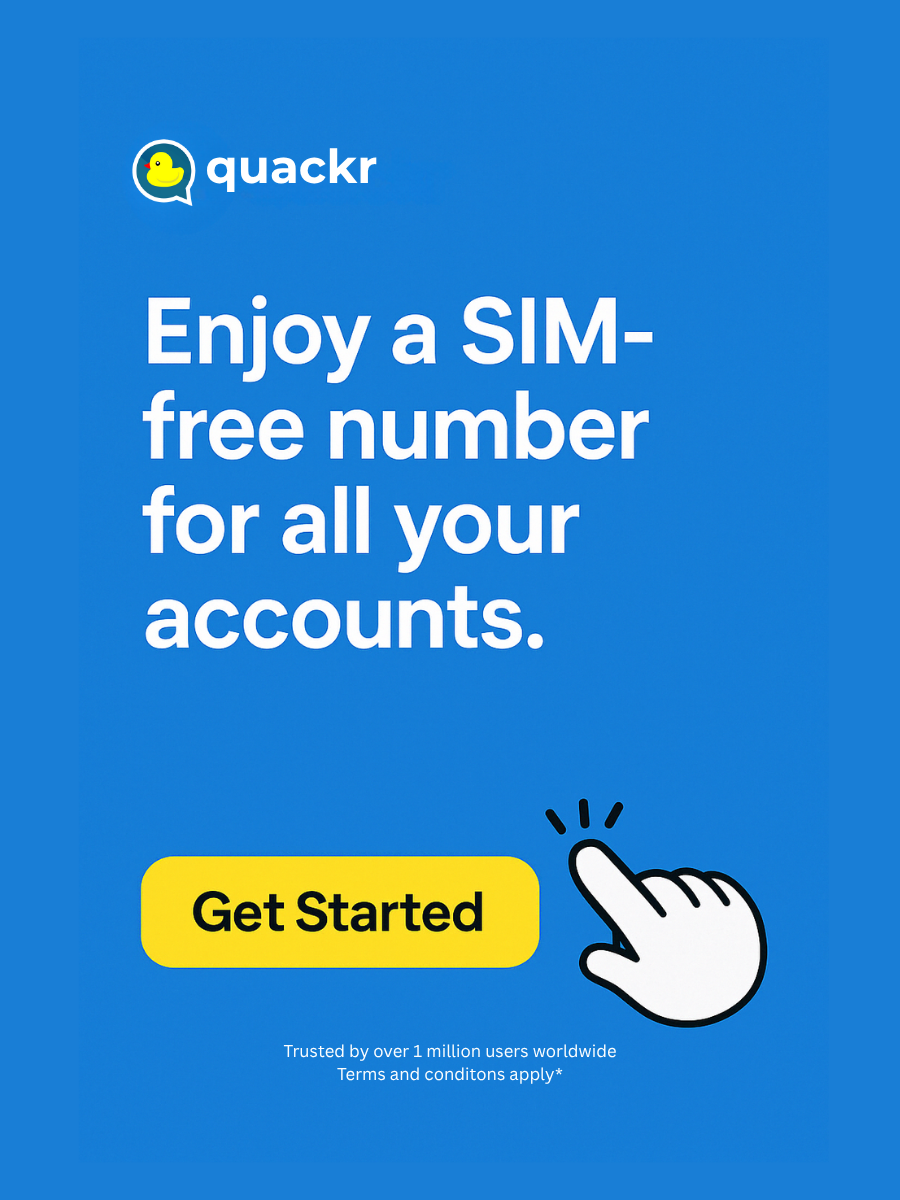 quackr
Enjoy a SIM-
free number
for all your
accounts.
Get Started
Trusted by over 1 million users worldwide
Terms and conditons apply*